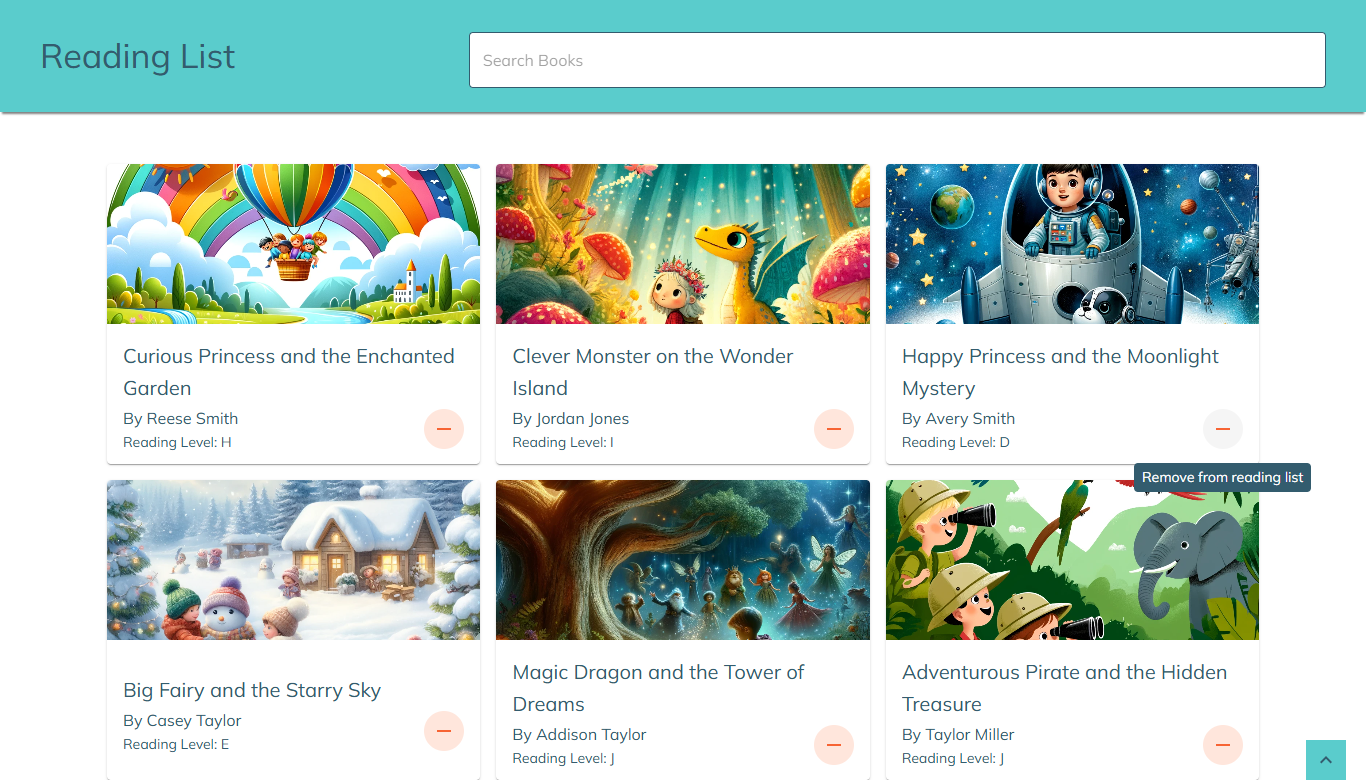 Reading List
Search Books
Curious Princess and the Enchanted
Garden
By Reese Smith
Reading Level: H
Clever Monster on the Wonder
Island
By Jordan Jones
Reading Level: I
Happy Princess and the Moonlight
Mystery
By Avery Smith
Reading Level: D
Remove from reading list
Big Fairy and the Starry Sky
By Casey Taylor
Reading Level: E
Magic Dragon and the Tower of
Dreams
By Addison Taylor
Reading Level: J
Adventurous Pirate and the Hidden
Treasure
By Taylor Miller
Reading Level: J